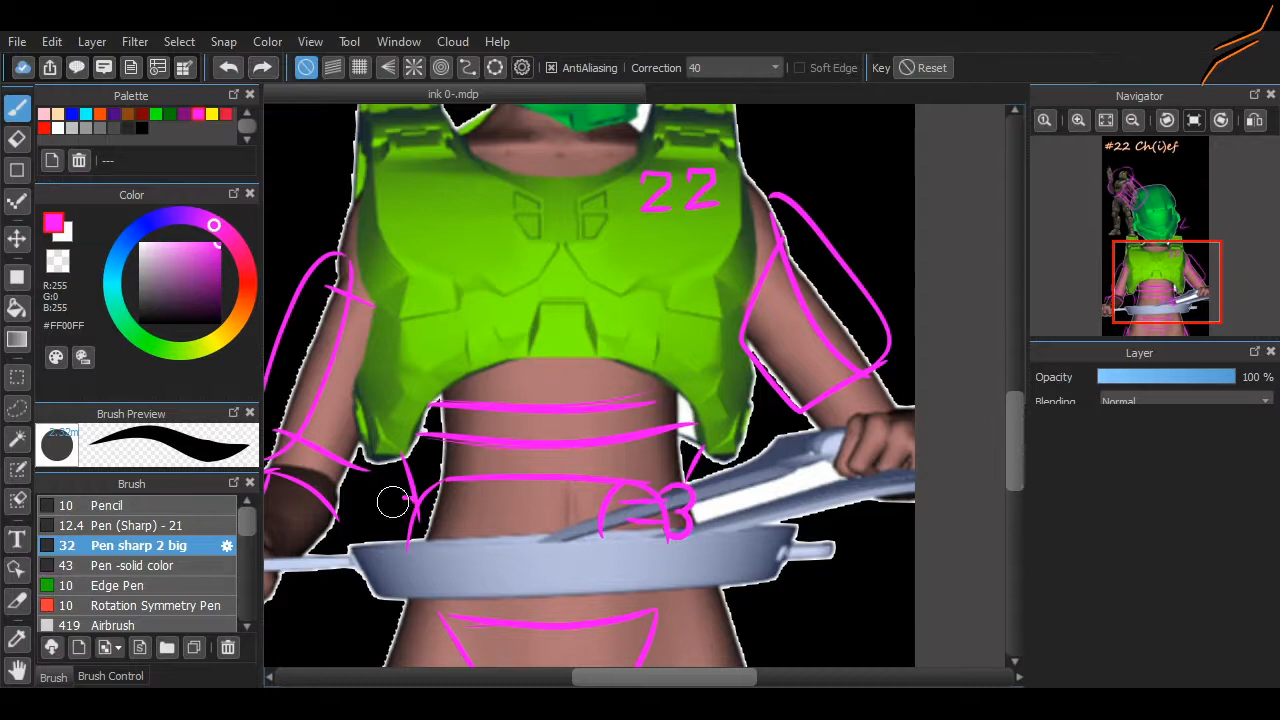 File Edit Layer Filter Select Snap Color View Tool Window Cloud Help
AntiAliasing Correction 40 Soft Edge Key Reset
Palette
ink 0-.mdp
Navigator
#22 Ch(i)ef
---
22
Color
R:255
G:0
B:255
#FF00FF
Layer
Opacity 100 %
Blending Normal
Brush Preview
Brush
10 Pencil
12.4 Pen (Sharp) - 21
32 Pen sharp 2 big
43 Pen -solid color
10 Edge Pen
10 Rotation Symmetry Pen
419 Airbrush
Brush Brush Control